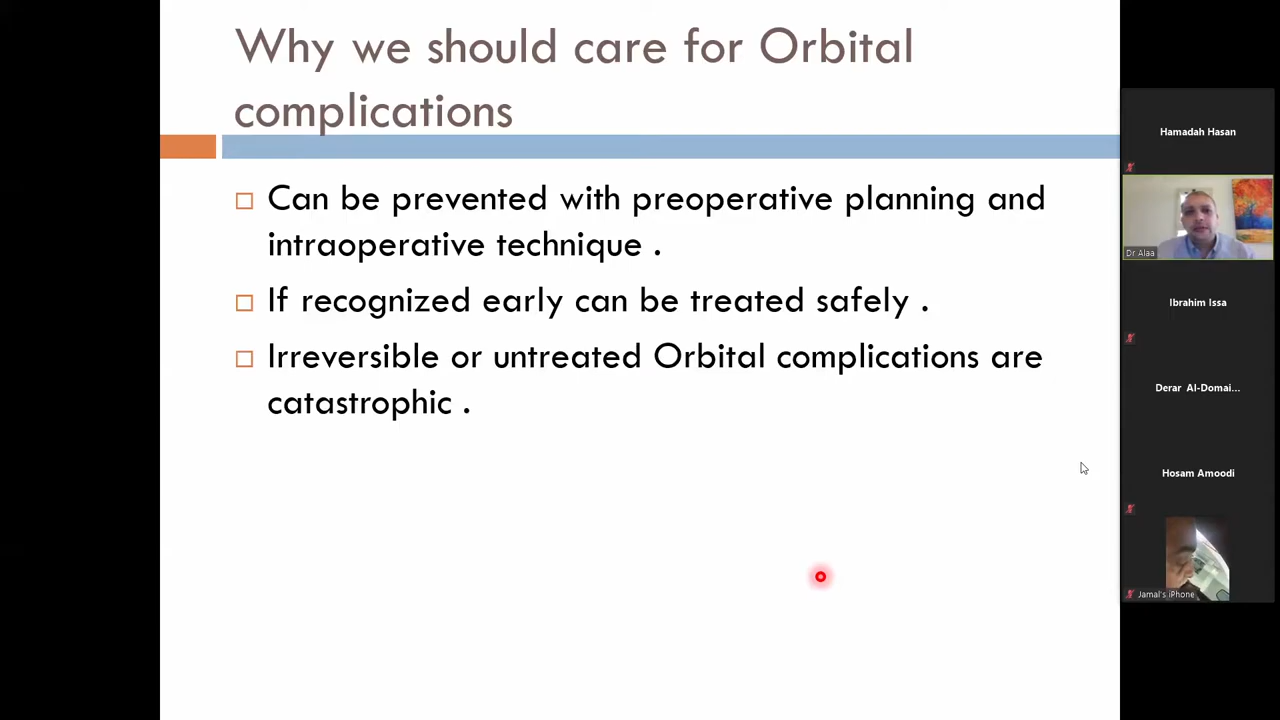 Why we should care for Orbital
complications
Can be prevented with preoperative planning and
intraoperative technique .
If recognized early can be treated safely .
Irreversible or untreated Orbital complications are
catastrophic .
Hamadah Hasan
Dr Alaa
Ibrahim Issa
Derar Al-Domai...
Hosam Amoodi
Jamal's iPhone